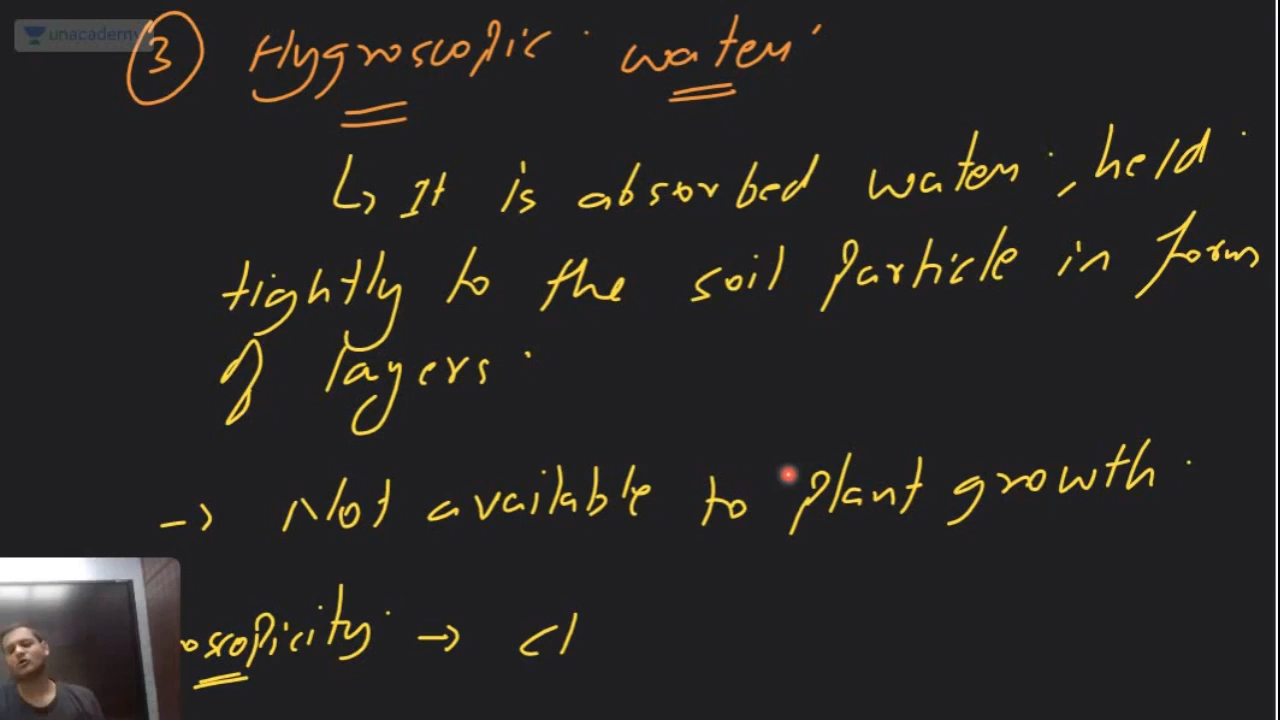 unacademy
③ Hygroscopic water
↳ It is absorbed water, held
tightly to the soil particle in form
of layers.
→ Not available to plant growth.
oscopicity → cl